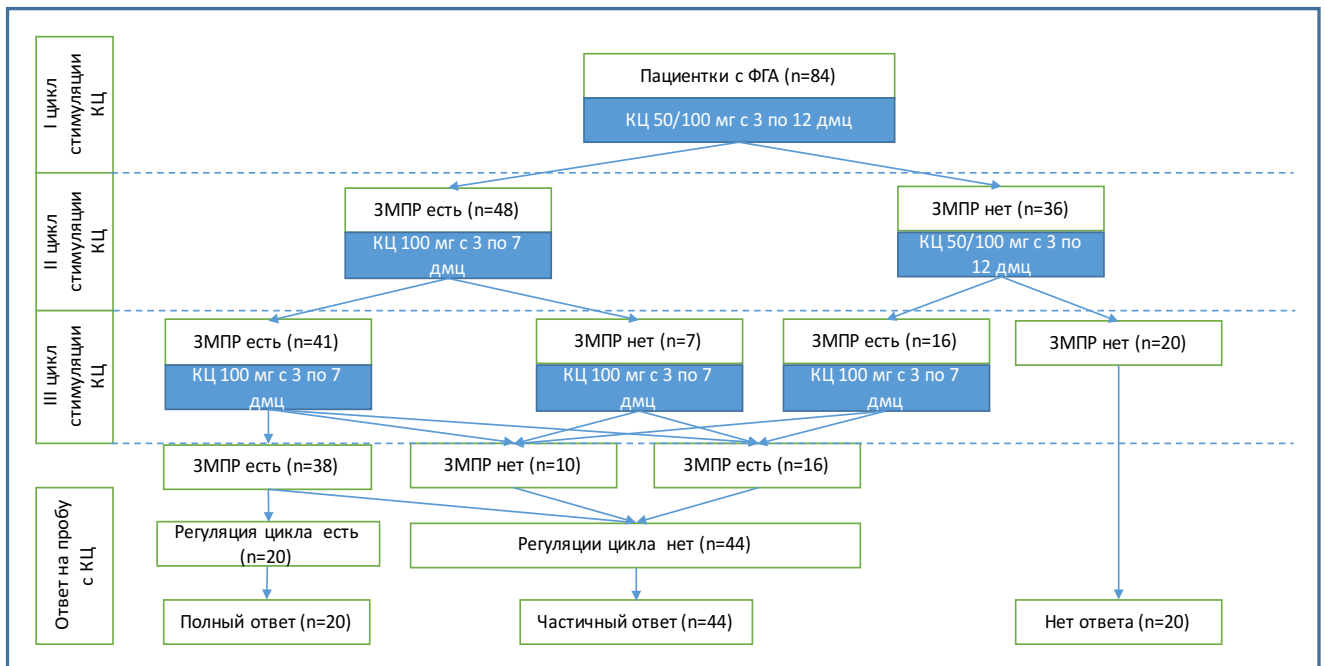 I цикл
стимуляции
КЦ
Пациентки с ФГА (n=84)
КЦ 50/100 мг с 3 по 12 дмц
II цикл
стимуляции
КЦ
ЗМПР есть (n=48)
КЦ 100 мг с 3 по 7
дмц
ЗМПР нет (n=36)
КЦ 50/100 мг с 3 по
12 дмц
III цикл
стимуляции
КЦ
ЗМПР есть (n=41)
КЦ 100 мг с 3 по 7
дмц
ЗМПР нет (n=7)
КЦ 100 мг с 3 по 7
дмц
ЗМПР есть (n=16)
КЦ 100 мг с 3 по 7
дмц
ЗМПР нет (n=20)
ЗМПР есть (n=38)
ЗМПР нет (n=10)
ЗМПР есть (n=16)
Ответ на пробу
с КЦ
Регуляция цикла есть
(n=20)
Регуляции цикла нет (n=44)
Полный ответ (n=20)
Частичный ответ (n=44)
Нет ответа (n=20)